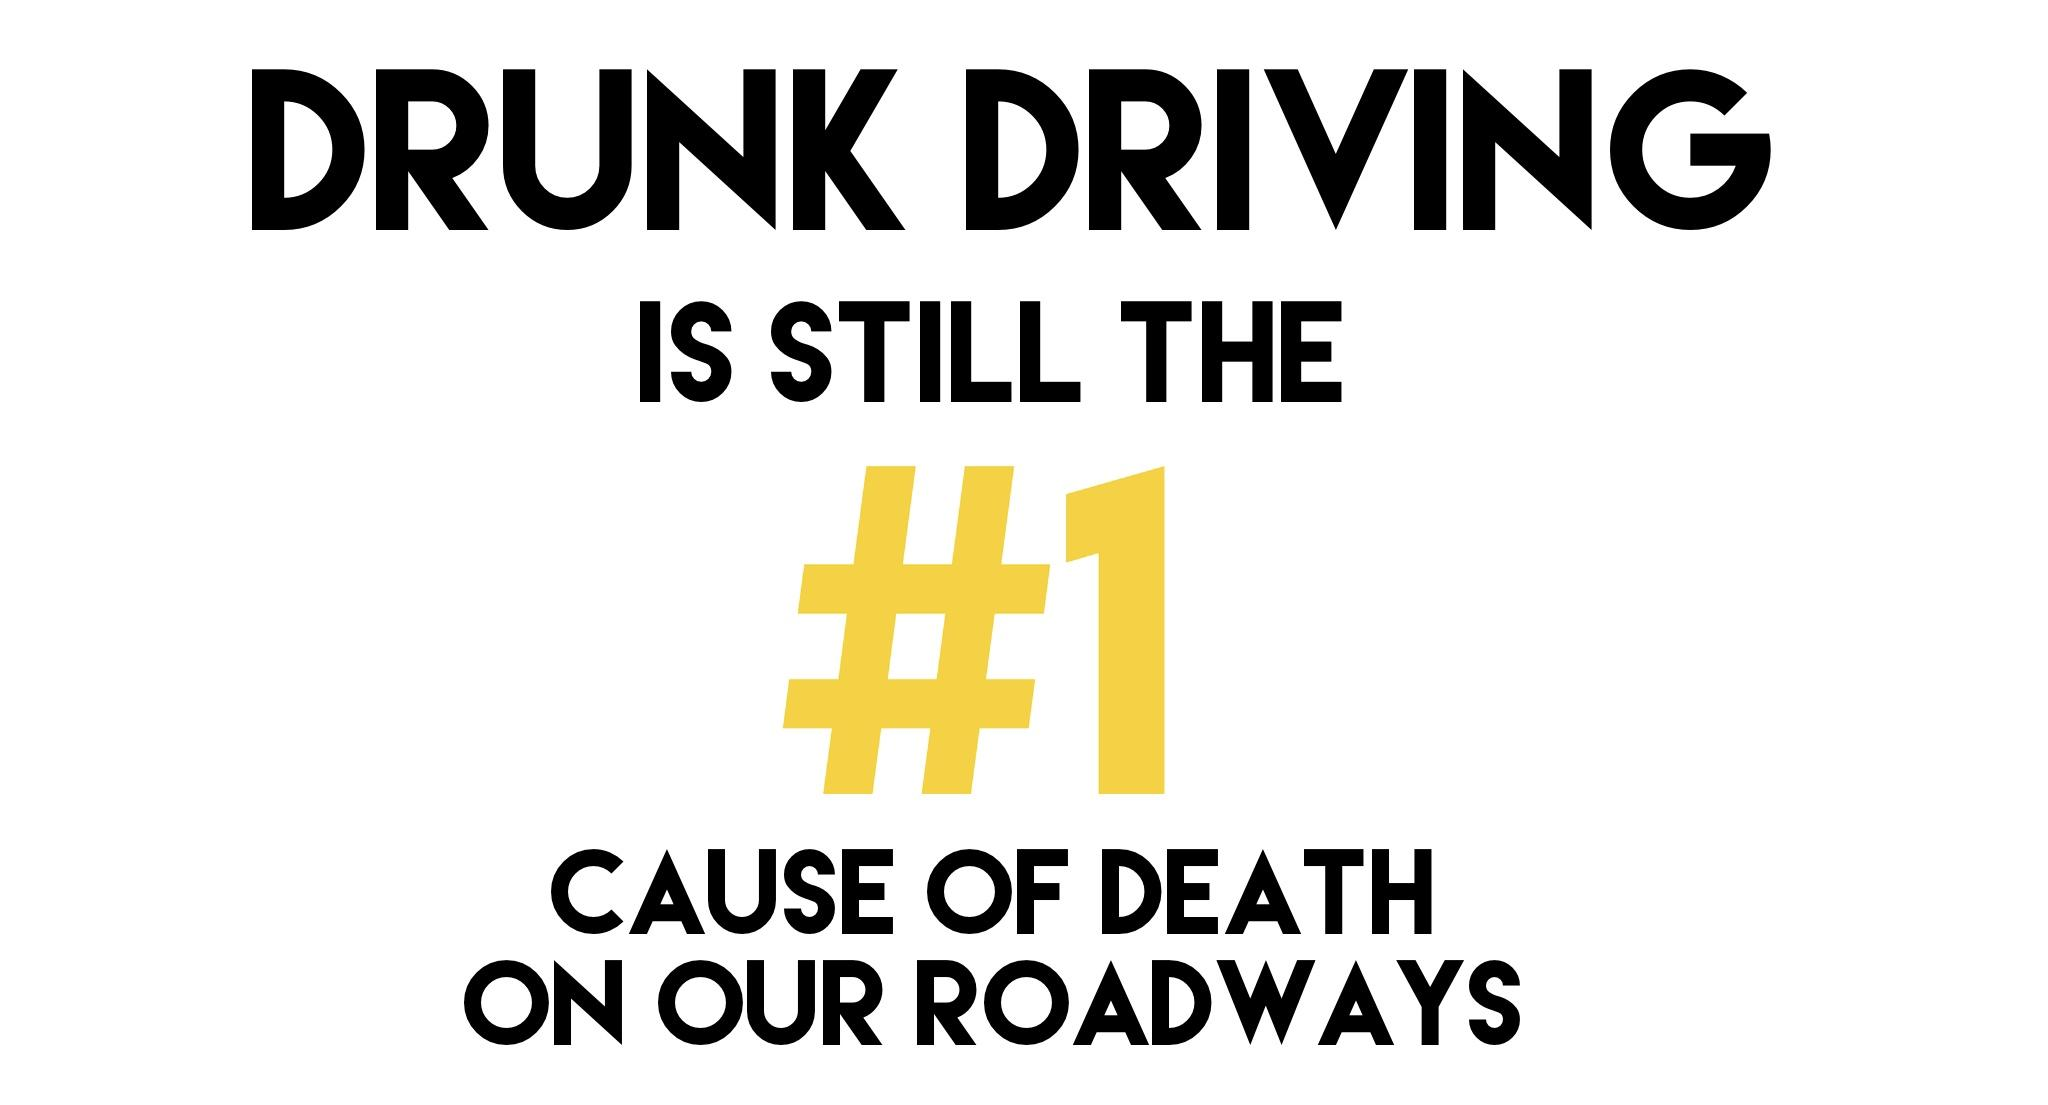 DRUNK DRIVING
IS STILL THE
#1
CAUSE OF DEATH
ON OUR ROADWAYS